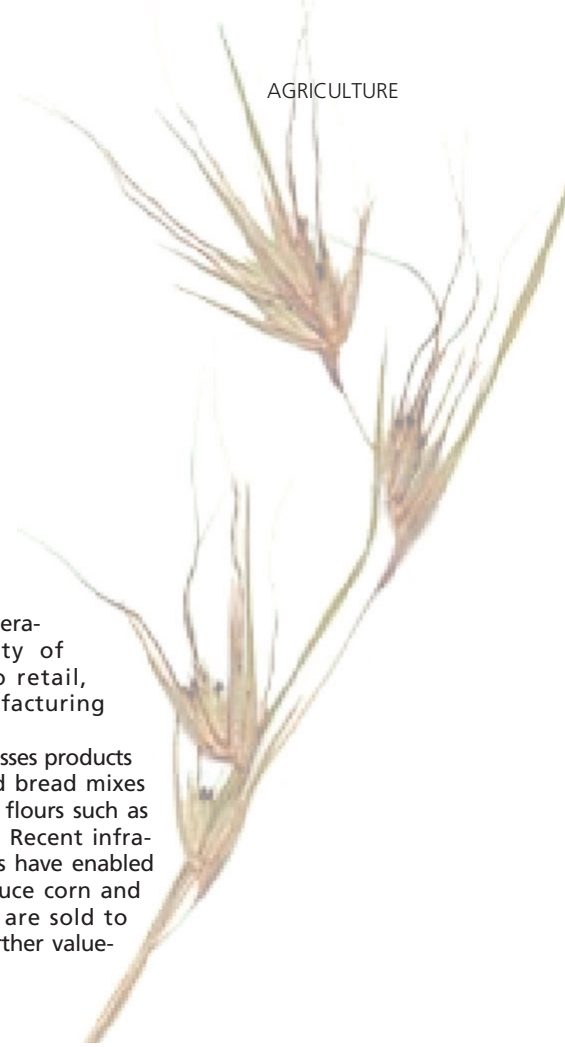 AGRICULTURE
era-
ty of
o retail,
facturing
sses products
d bread mixes
flours such as
Recent infra-
s have enabled
uce corn and
are sold to
rther value-